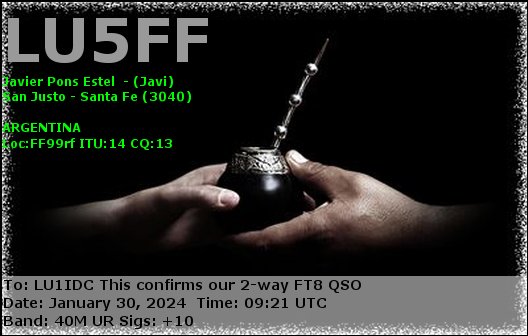 LU5FF
Javier Pons Estel - (Javi)
San Justo - Santa Fe (3040)
ARGENTINA
Loc:FF99rf ITU:14 CQ:13
To: LU1IDC This confirms our 2-way FT8 QSO
Date: January 30, 2024 Time: 09:21 UTC
Band: 40M UR Sigs: +10